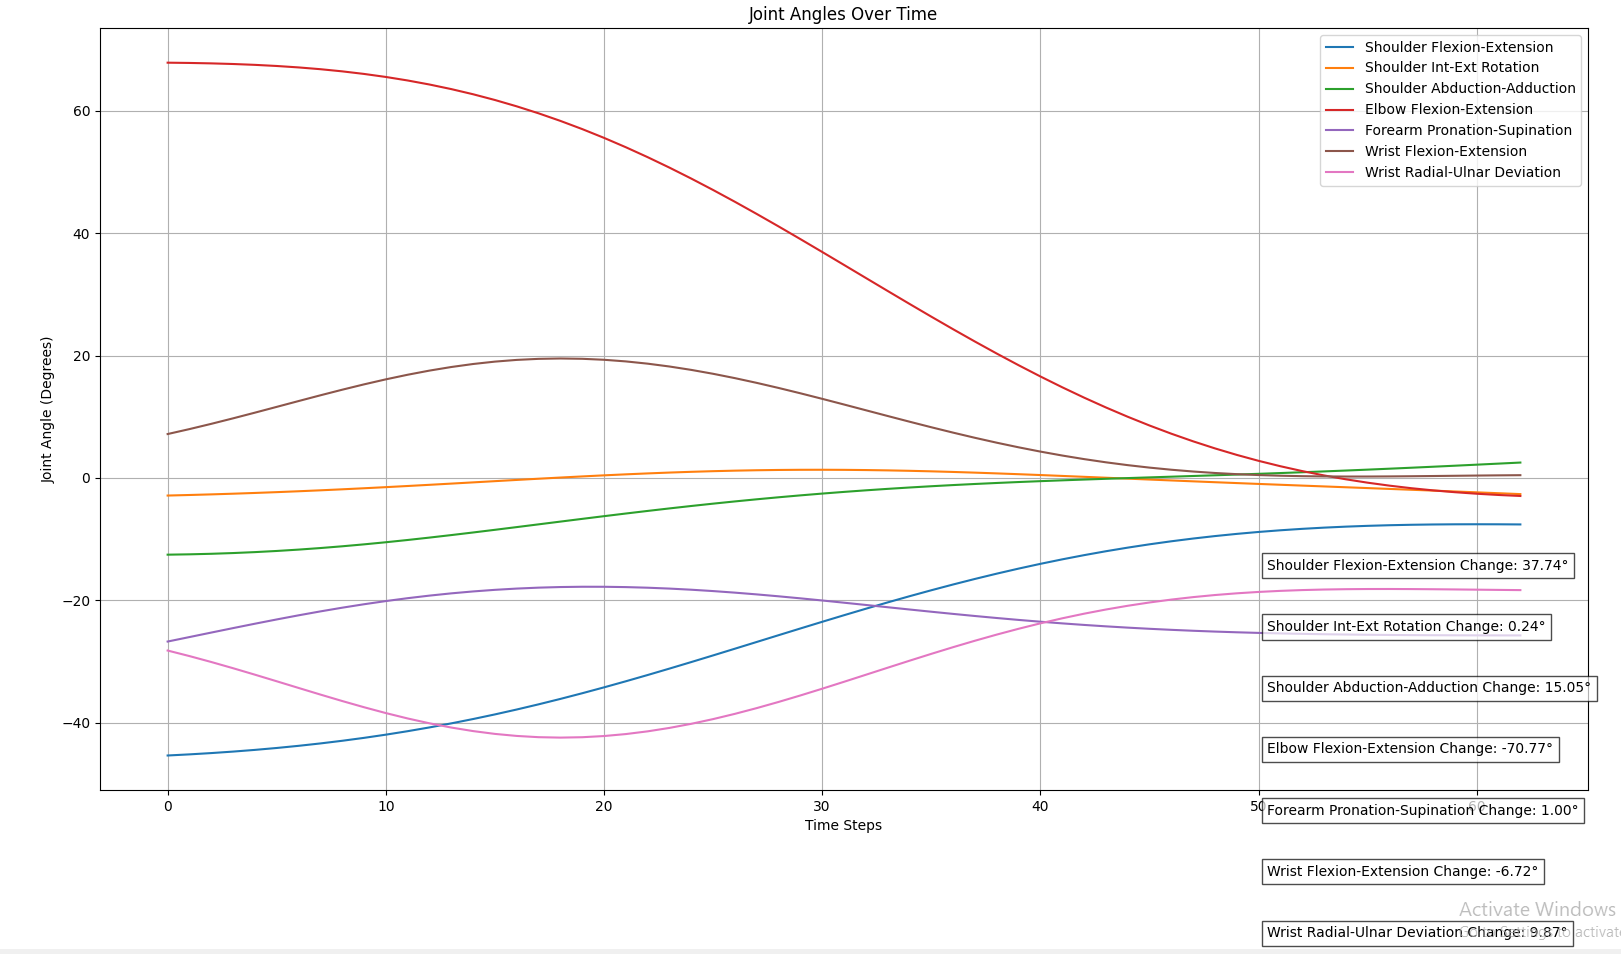 Joint Angles Over Time
Shoulder Flexion-Extension
Shoulder Int-Ext Rotation
Shoulder Abduction-Adduction
Elbow Flexion-Extension
Forearm Pronation-Supination
Wrist Flexion-Extension
Wrist Radial-Ulnar Deviation
Joint Angle (Degrees)
60
40
20
0
−20
−40
0
10
20
30
40
50
60
Time Steps
Shoulder Flexion-Extension Change: 37.74°
Shoulder Int-Ext Rotation Change: 0.24°
Shoulder Abduction-Adduction Change: 15.05°
Elbow Flexion-Extension Change: -70.77°
Forearm Pronation-Supination Change: 1.00°
Wrist Flexion-Extension Change: -6.72°
Activate Windows
Wrist Radial-Ulnar Deviation Change: 9.87°